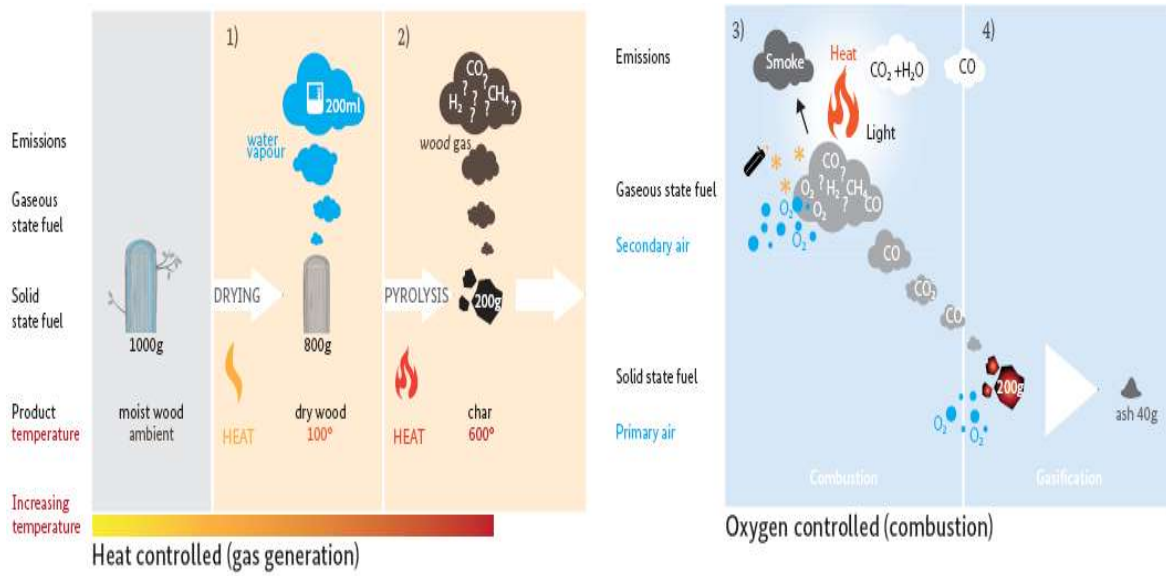 1)
2)
CO
?
?
H₂
?
CH₄
?
?
?
200ml
water
vapour
wood gas
Emissions
Gaseous
state fuel
Solid
state fuel
DRYING
PYROLYSIS
200g
1000g
800g
Product
temperature
moist wood
ambient
HEAT
dry wood
100°
HEAT
char
600°
Increasing
temperature
Heat controlled (gas generation)
3)
4)
Emissions
Smoke
Heat
CO₂ +H₂O
CO
Light
Gaseous state fuel
CO
?
O₂
?
H₂
CH₄
?
CO
O₂
O₂
O₂
Secondary air
CO
CO₂
CO
Solid state fuel
200g
ash 40g
Primary air
O₂
O₂
Combustion
Gasification
Oxygen controlled (combustion)